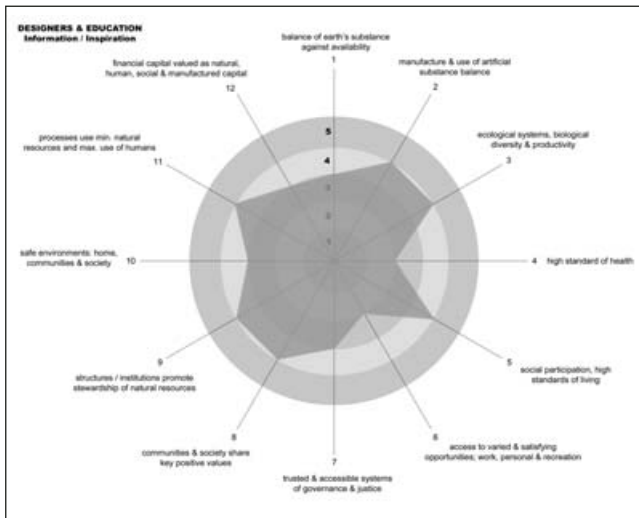 DESIGNERS & EDUCATION
Information / Inspiration
balance of earth's substance
against availability
1
manufacture & use of artificial
substance balance
2
ecological systems, biological
diversity & productivity
3
4
high standard of health
5
social participation, high
standards of living
6
access to varied & satisfying
opportunities; work, personal & recreation
7
trusted & accessible systems
of governance & justice
8
communities & society share
key positive values
9
structures / institutions promote
stewardship of natural resources
safe environments: home,
communities & society
10
processes use min. natural
resources and max. use of humans
11
financial capital valued as natural,
human, social & manufactured capital
12
5
4
3
2
1